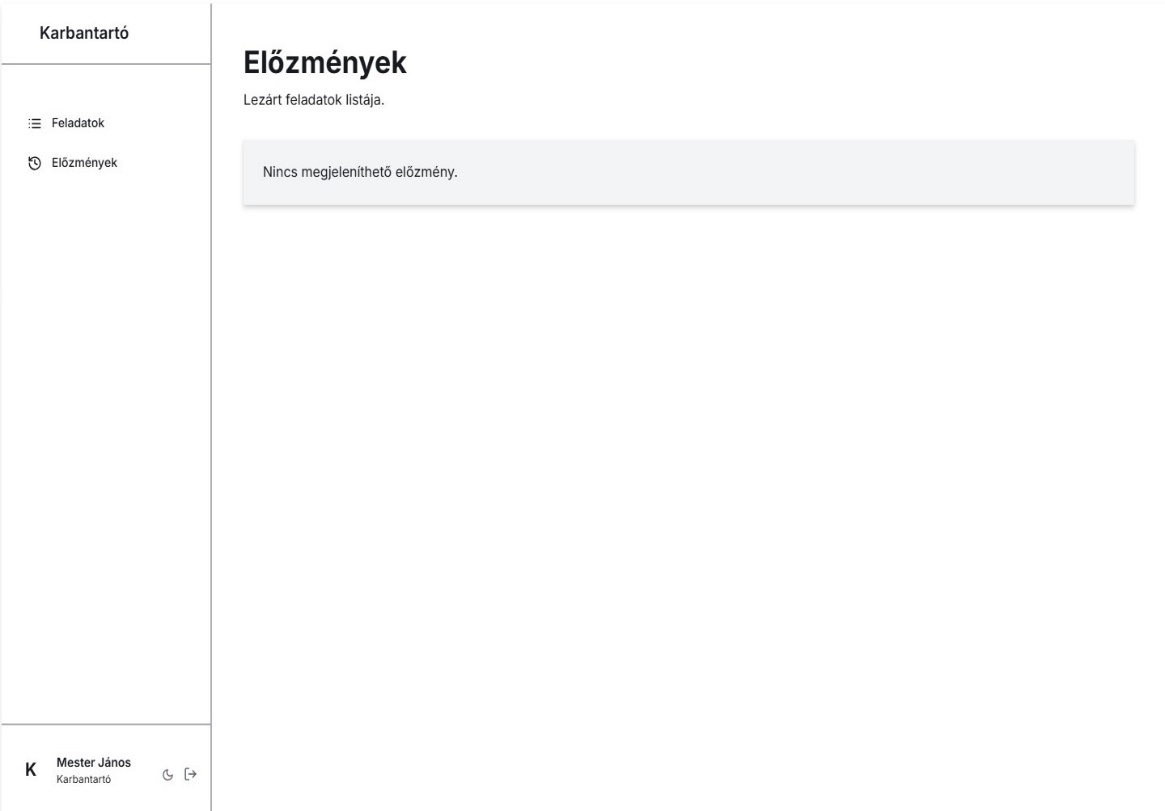 Karbantartó
Feladatok
Előzmények
Előzmények
Lezárt feladatok listája.
Nincs megjeleníthető előzmény.
K
Mester János
Karbantartó